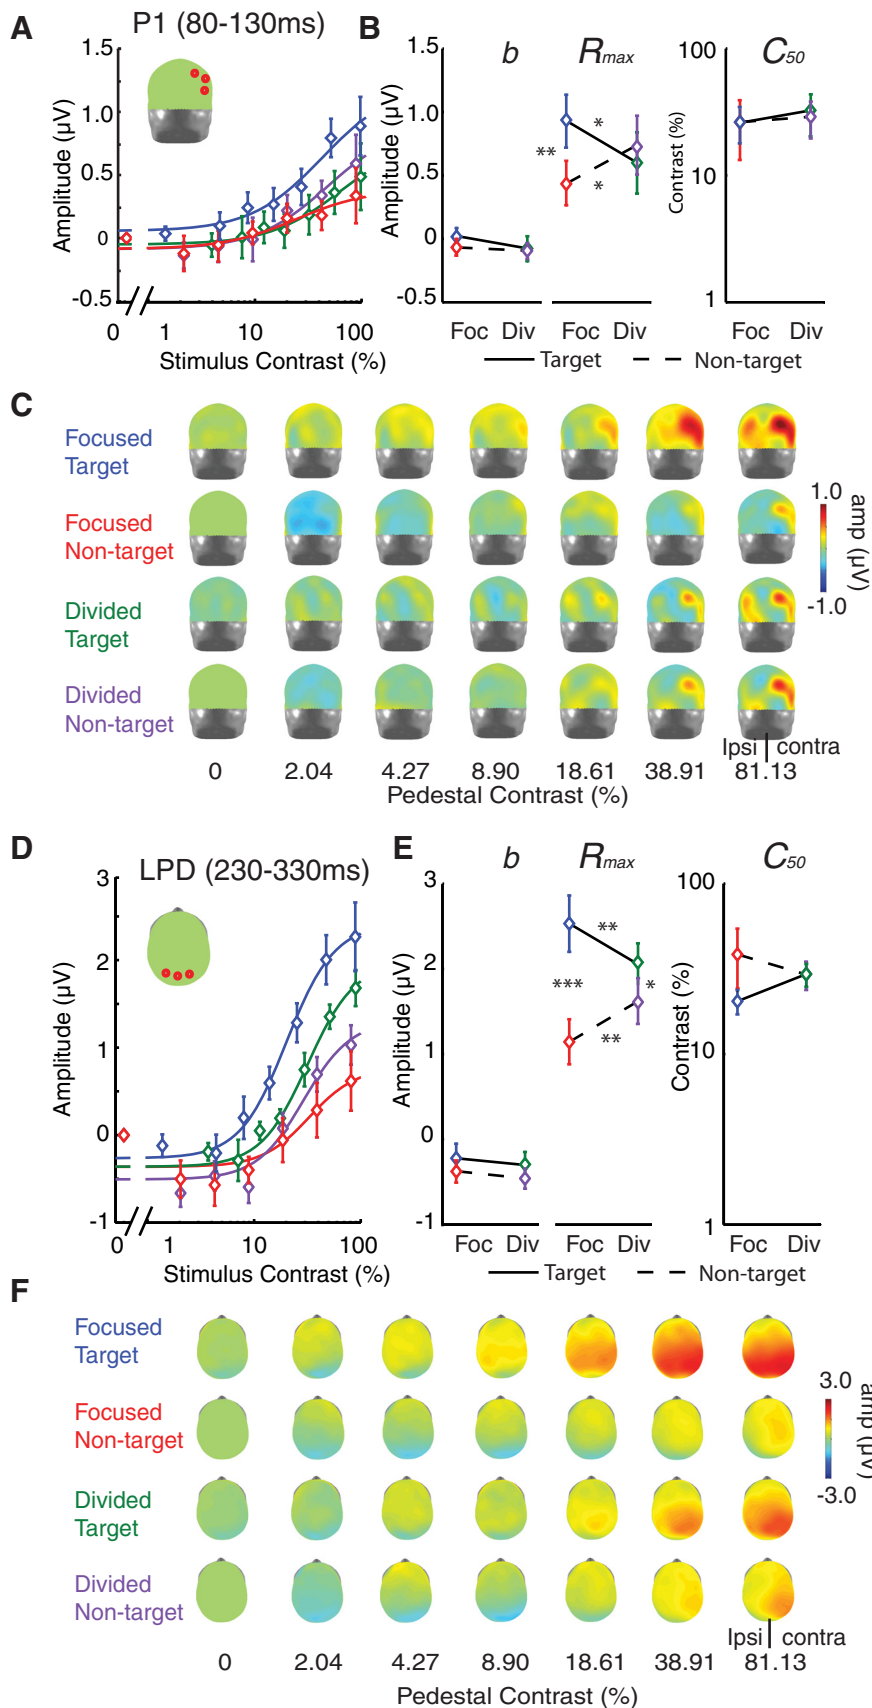 A P1 (80-130ms)
1.5
1.0
0.5
0
-0.5
Amplitude (µV)
0 1 10 100
Stimulus Contrast (%)
B b Rmax C50
1.5
1.0
0.5
0
-0.5
Amplitude (µV)
** * *
100
10
1
Contrast (%)
Foc Div Foc Div Foc Div
Target Non-target
C
Focused
Target
Focused
Non-target
Divided
Target
Divided
Non-target
1.0
-1.0
amp (µV)
Ipsi contra
0 2.04 4.27 8.90 18.61 38.91 81.13
Pedestal Contrast (%)
D LPD (230-330ms)
3
2
1
0
-1
Amplitude (µV)
0 1 10 100
Stimulus Contrast (%)
E b Rmax C50
3
2
1
0
-1
Amplitude (µV)
** *** * **
100
10
1
Contrast (%)
Foc Div Foc Div Foc Div
Target Non-target
F
Focused
Target
Focused
Non-target
Divided
Target
Divided
Non-target
3.0
-3.0
amp (µV)
Ipsi contra
0 2.04 4.27 8.90 18.61 38.91 81.13
Pedestal Contrast (%)